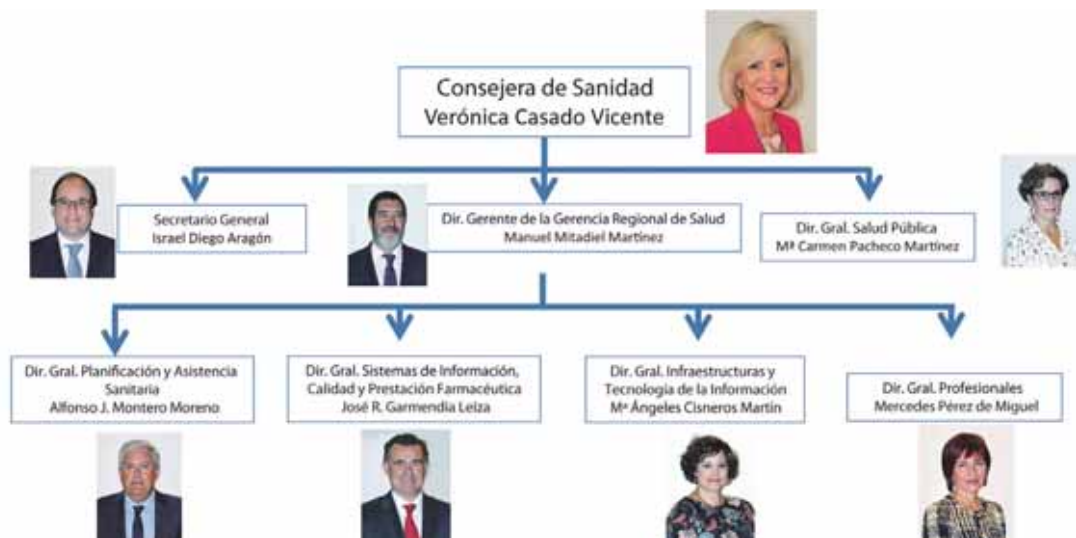 Consejera de Sanidad
Verónica Casado Vicente
Secretario General
Israel Diego Aragón
Dir. Gerente de la Gerencia Regional de Salud
Manuel Mitadiel Martínez
Dir. Gral. Salud Pública
Mª Carmen Pacheco Martínez
Dir. Gral. Planificación y Asistencia
Sanitaria
Alfonso J. Montero Moreno
Dir. Gral. Sistemas de Información,
Calidad y Prestación Farmacéutica
José R. Garmendia Leiza
Dir. Gral. Infraestructuras y
Tecnología de la Información
Mª Ángeles Cisneros Martín
Dir. Gral. Profesionales
Mercedes Pérez de Miguel